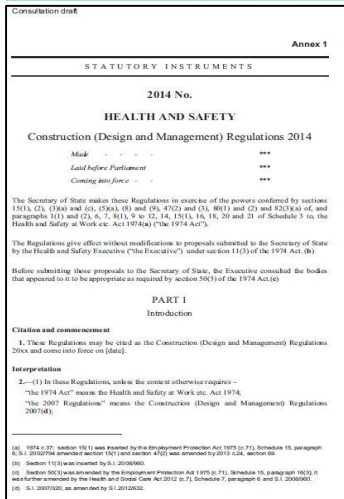 Consultation draft
Annex 1
STATUTORY INSTRUMENTS
2014 No.
HEALTH AND SAFETY
Construction (Design and Management) Regulations 2014
Made - - - - ***
Laid before Parliament ***
Coming into force - - ***
The Secretary of State makes these Regulations in exercise of the powers conferred by sections
15(1), (2), (3)(a) and (c), (5)(a), (8) and (9), 47(2) and (3), 80(1) and (2) and 82(3)(a) of, and
paragraphs 1(1) and (2), 6, 7, 8(1), 9 to 12, 14, 15(1), 16, 18, 20 and 21 of Schedule 3 to, the
Health and Safety at Work etc. Act 1974(a) ("the 1974 Act").
The Regulations give effect without modifications to proposals submitted to the Secretary of State
by the Health and Safety Executive ("the Executive") under section 11(3) of the 1974 Act.(b)
Before submitting those proposals to the Secretary of State, the Executive consulted the bodies
that appeared to it to be appropriate as required by section 50(3) of the 1974 Act.(c)
PART 1
Introduction
Citation and commencement
1. These Regulations may be cited as the Construction (Design and Management) Regulations
20xx and come into force on [date].
Interpretation
2.—(1) In these Regulations, unless the context otherwise requires –
"the 1974 Act" means the Health and Safety at Work etc. Act 1974;
"the 2007 Regulations" means the Construction (Design and Management) Regulations
2007(d);
(a) 1974 c.37; section 15(1) was inserted by the Employment Protection Act 1975 (c.71), Schedule 15, paragraph
6; S.I. 2002/794 amended section 15(1) and section 47(2) was amended by 2013 c.24, section 69.
(b) Section 11(3) was inserted by S.I. 2008/960.
(c) Section 50(3) was amended by the Employment Protection Act 1975 (c.71), Schedule 15, paragraph 16(3); it
was further amended by the Health and Social Care Act 2012 (c.7), Schedule 7, paragraph 6 and S.I. 2008/960.
(d) S.I. 2007/320, as amended by S.I. 2012/632.